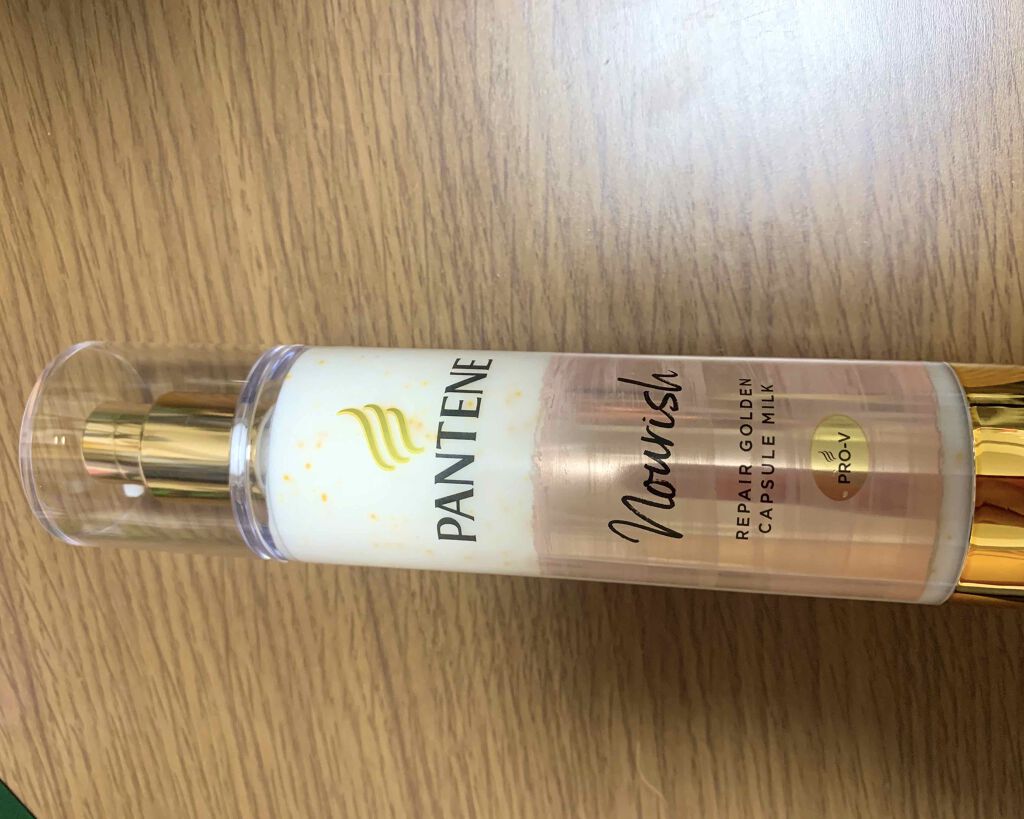 PANTENE
Nourish
REPAIR GOLDEN
CAPSULE MILK
PRO-V